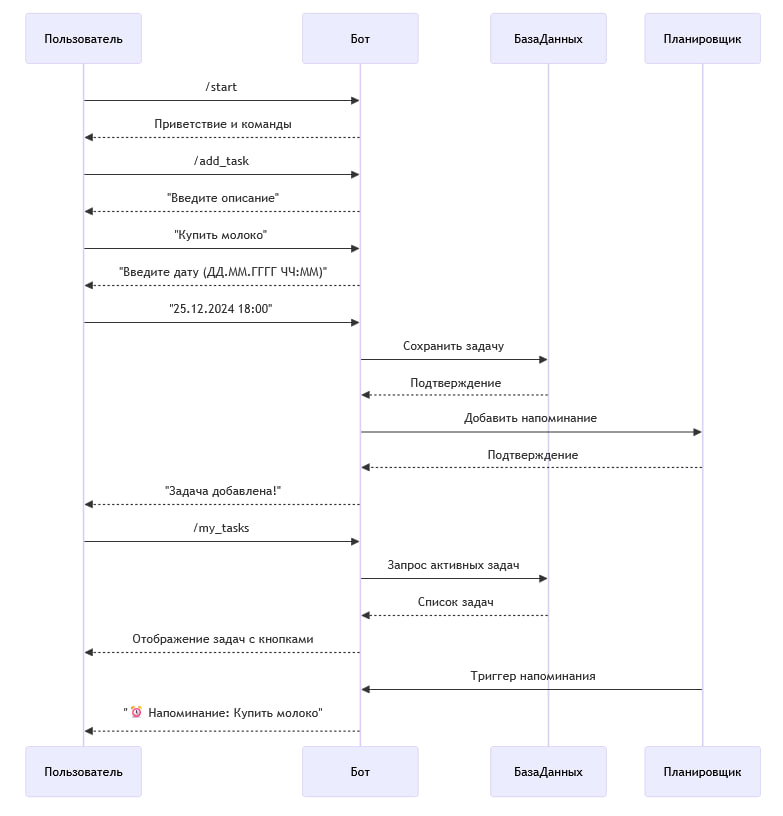 Пользователь
Бот
БазаДанных
Планировщик
/start
Приветствие и команды
/add_task
"Введите описание"
"Купить молоко"
"Введите дату (ДД.ММ.ГГГГ ЧЧ:ММ)"
"25.12.2024 18:00"
Сохранить задачу
Подтверждение
Добавить напоминание
Подтверждение
"Задача добавлена!"
/my_tasks
Запрос активных задач
Список задач
Отображение задач с кнопками
Триггер напоминания
"⏰ Напоминание: Купить молоко"
Пользователь
Бот
БазаДанных
Планировщик